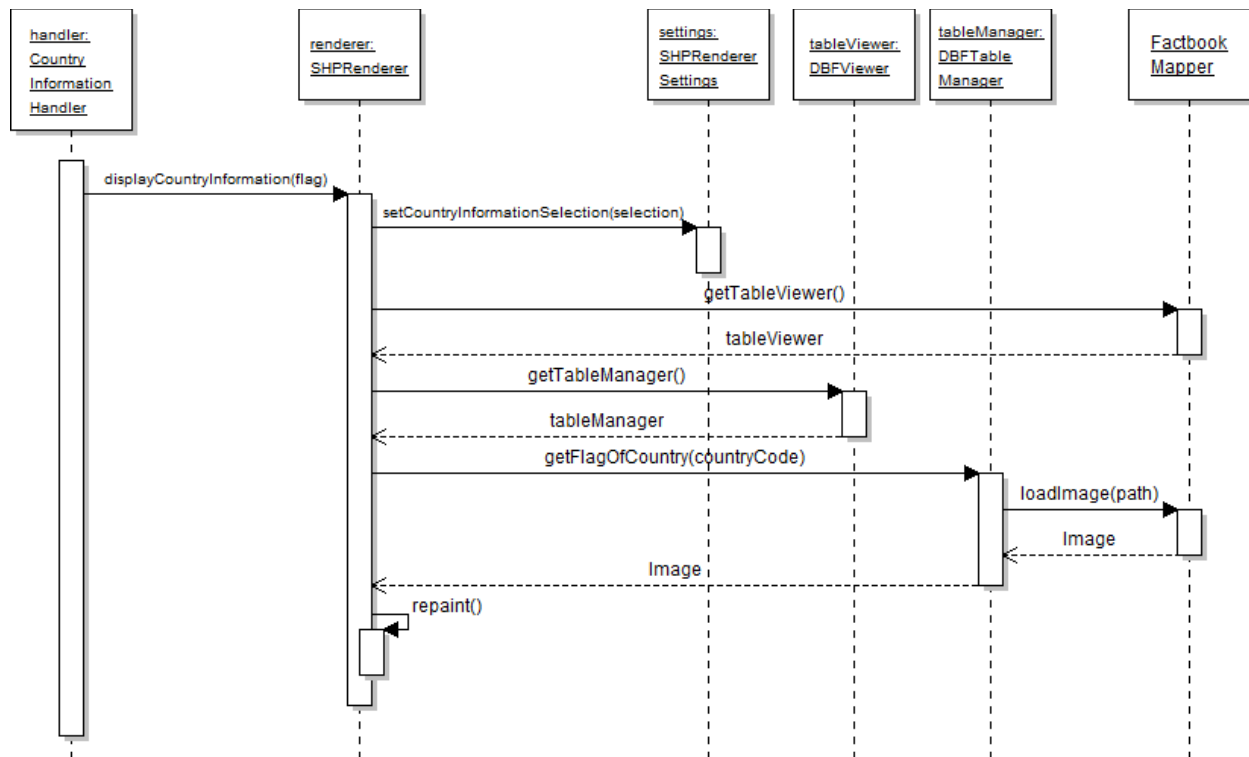 handler:
Country
Information
Handler
renderer:
SHPRenderer
settings:
SHPRenderer
Settings
tableViewer:
DBFViewer
tableManager:
DBFTable
Manager
Factbook
Mapper
displayCountryInformation(flag)
setCountryInformationSelection(selection)
getTableViewer()
tableViewer
getTableManager()
tableManager
getFlagOfCountry(countryCode)
loadImage(path)
Image
Image
repaint()